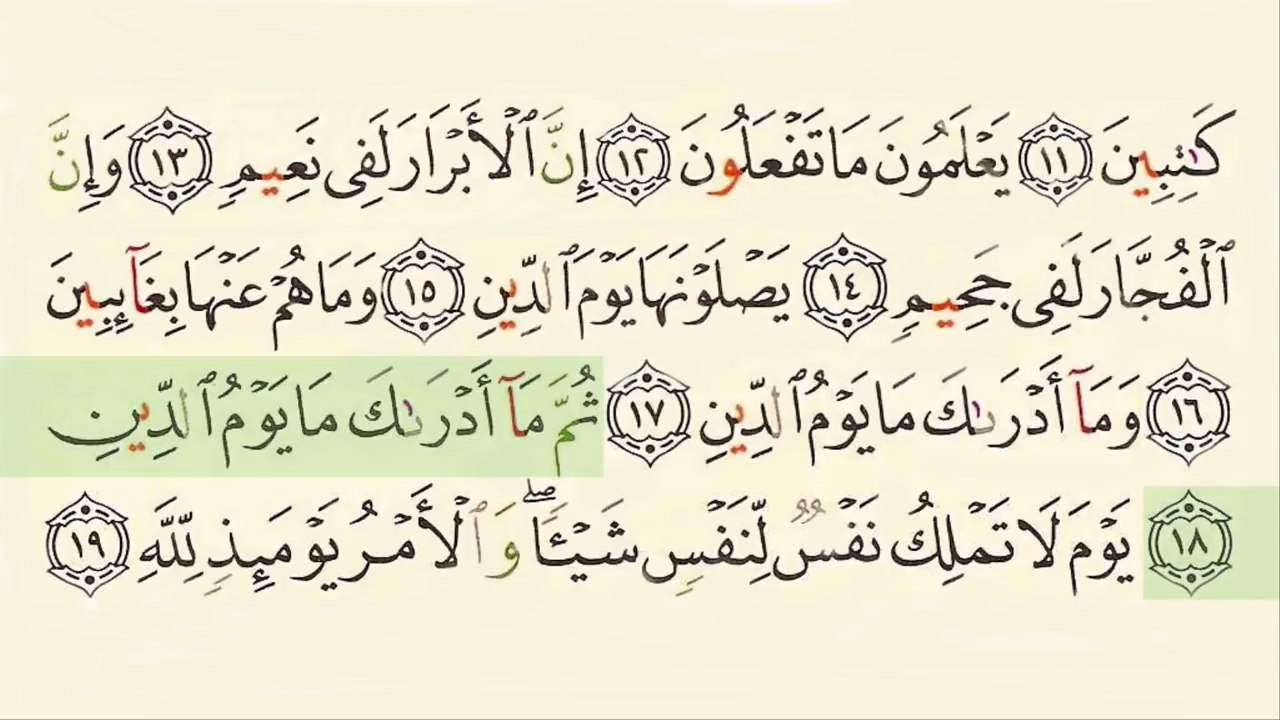 كَٰتِبِينَ ١١ يَعْلَمُونَ مَا تَفْعَلُونَ ١٢ إِنَّ ٱلْأَبْرَارَ لَفِى نَعِيمٍ ١٣ وَإِنَّ
ٱلْفُجَّارَ لَفِى جَحِيمٍ ١٤ يَصْلَوْنَهَا يَوْمَ ٱلدِّينِ ١٥ وَمَا هُمْ عَنْهَا بِغَآئِبِينَ
١٦ وَمَآ أَدْرَىٰكَ مَا يَوْمُ ٱلدِّينِ ١٧ ثُمَّ مَآ أَدْرَىٰكَ مَا يَوْمُ ٱلدِّينِ
١٨ يَوْمَ لَا تَمْلِكُ نَفْسٌ لِّنَفْسٍ شَيْـًٔا ۖ وَٱلْأَمْرُ يَوْمَئِذٍ لِّلَّهِ ١٩